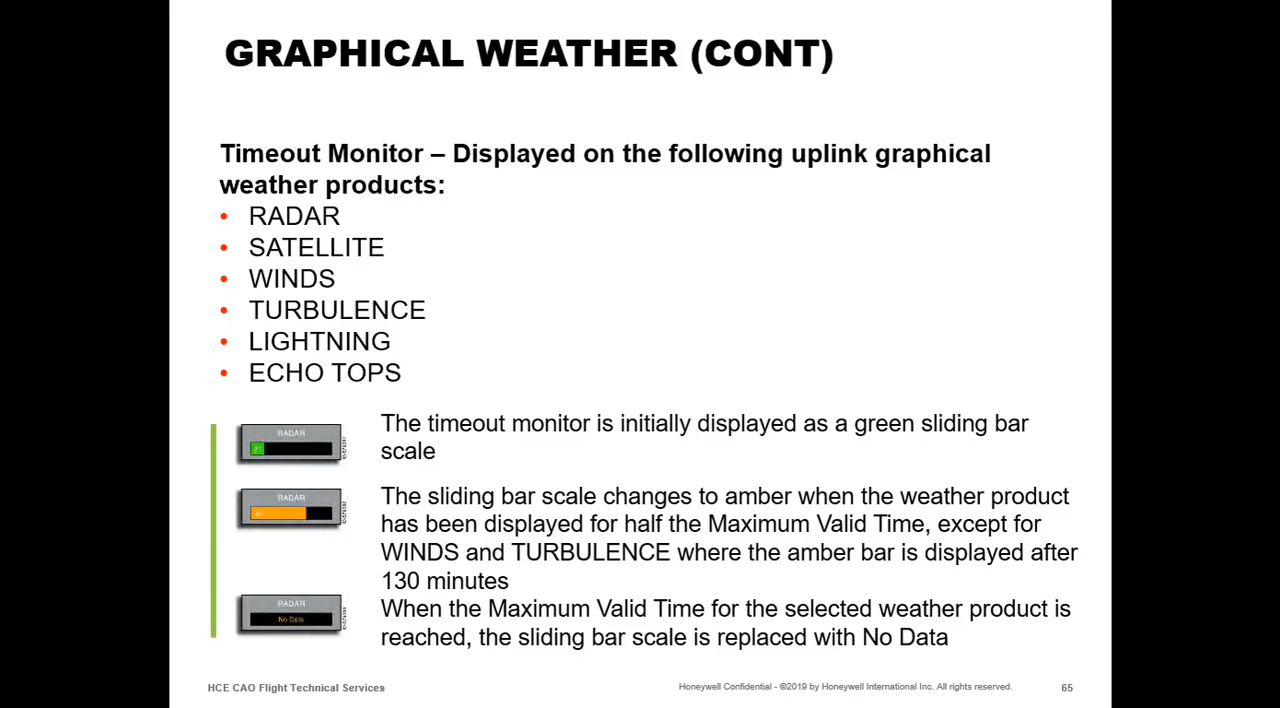 GRAPHICAL WEATHER (CONT)
Timeout Monitor – Displayed on the following uplink graphical
weather products:
• RADAR
• SATELLITE
• WINDS
• TURBULENCE
• LIGHTNING
• ECHO TOPS
RADAR
The timeout monitor is initially displayed as a green sliding bar
scale
RADAR
The sliding bar scale changes to amber when the weather product
has been displayed for half the Maximum Valid Time, except for
WINDS and TURBULENCE where the amber bar is displayed after
130 minutes
RADAR
No Data
When the Maximum Valid Time for the selected weather product is
reached, the sliding bar scale is replaced with No Data
HCE CAO Flight Technical Services
Honeywell Confidential - ©2019 by Honeywell International Inc. All rights reserved.
65